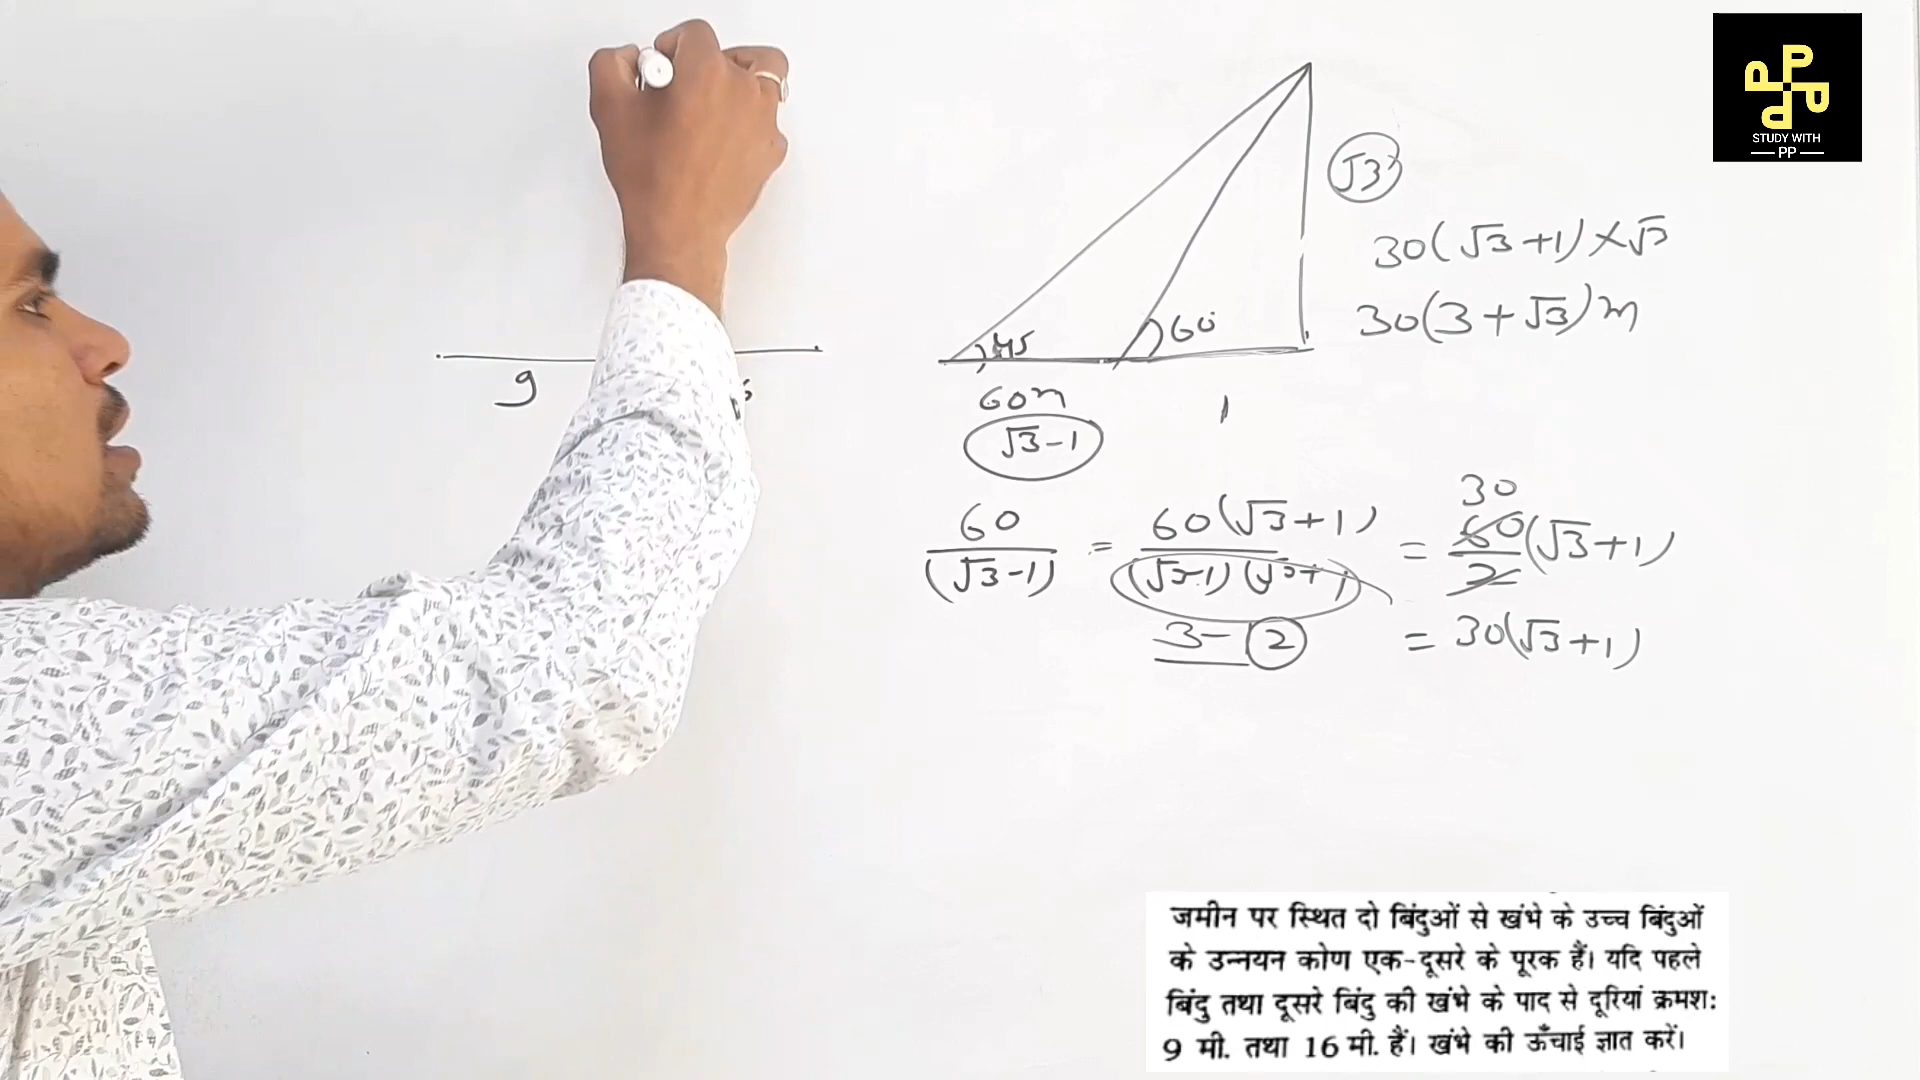 STUDY WITH
PP
√3
30(√3+1)×√3
30(3+√3)m
45
60°
9
60m
1
√3-1
30
60/(√3-1) = 60(√3+1)/(√3-1)(√3+1) = 60/2(√3+1)
3-2
= 30(√3+1)
जमीन पर स्थित दो बिंदुओं से खंभे के उच्च बिंदुओं
के उन्नयन कोण एक-दूसरे के पूरक हैं। यदि पहले
बिंदु तथा दूसरे बिंदु की खंभे के पाद से दूरियां क्रमश:
9 मी. तथा 16 मी. हैं। खंभे की ऊँचाई ज्ञात करें।